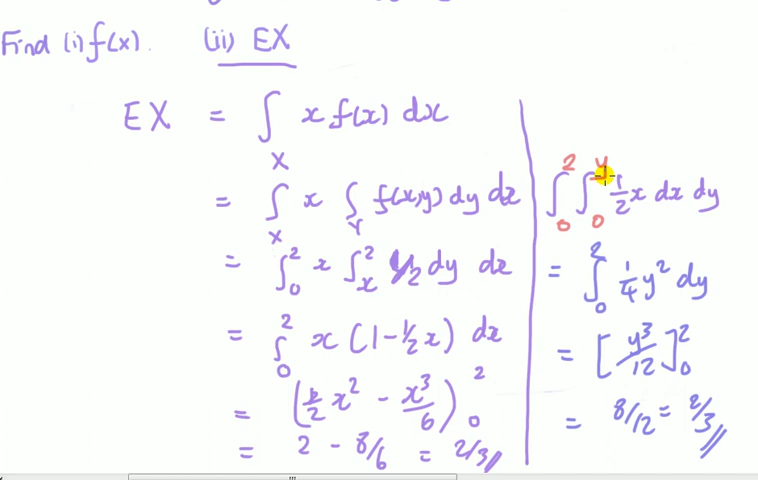 Find (i) f(x). (ii) EX
EX = ∫_X x f(x) dx
= ∫_X x ∫_Y f(x,y) dy dx
= ∫_0^2 x ∫_x^2 1/2 dy dx
= ∫_0^2 x (1 - 1/2 x) dx
= (1/2 x^2 - x^3/6)_0^2
= 2 - 8/6 = 2/3 //
∫_0^2 ∫_0^y 1/2 x dx dy
= ∫_0^2 1/4 y^2 dy
= [y^3/12]_0^2
= 8/12 = 2/3 //